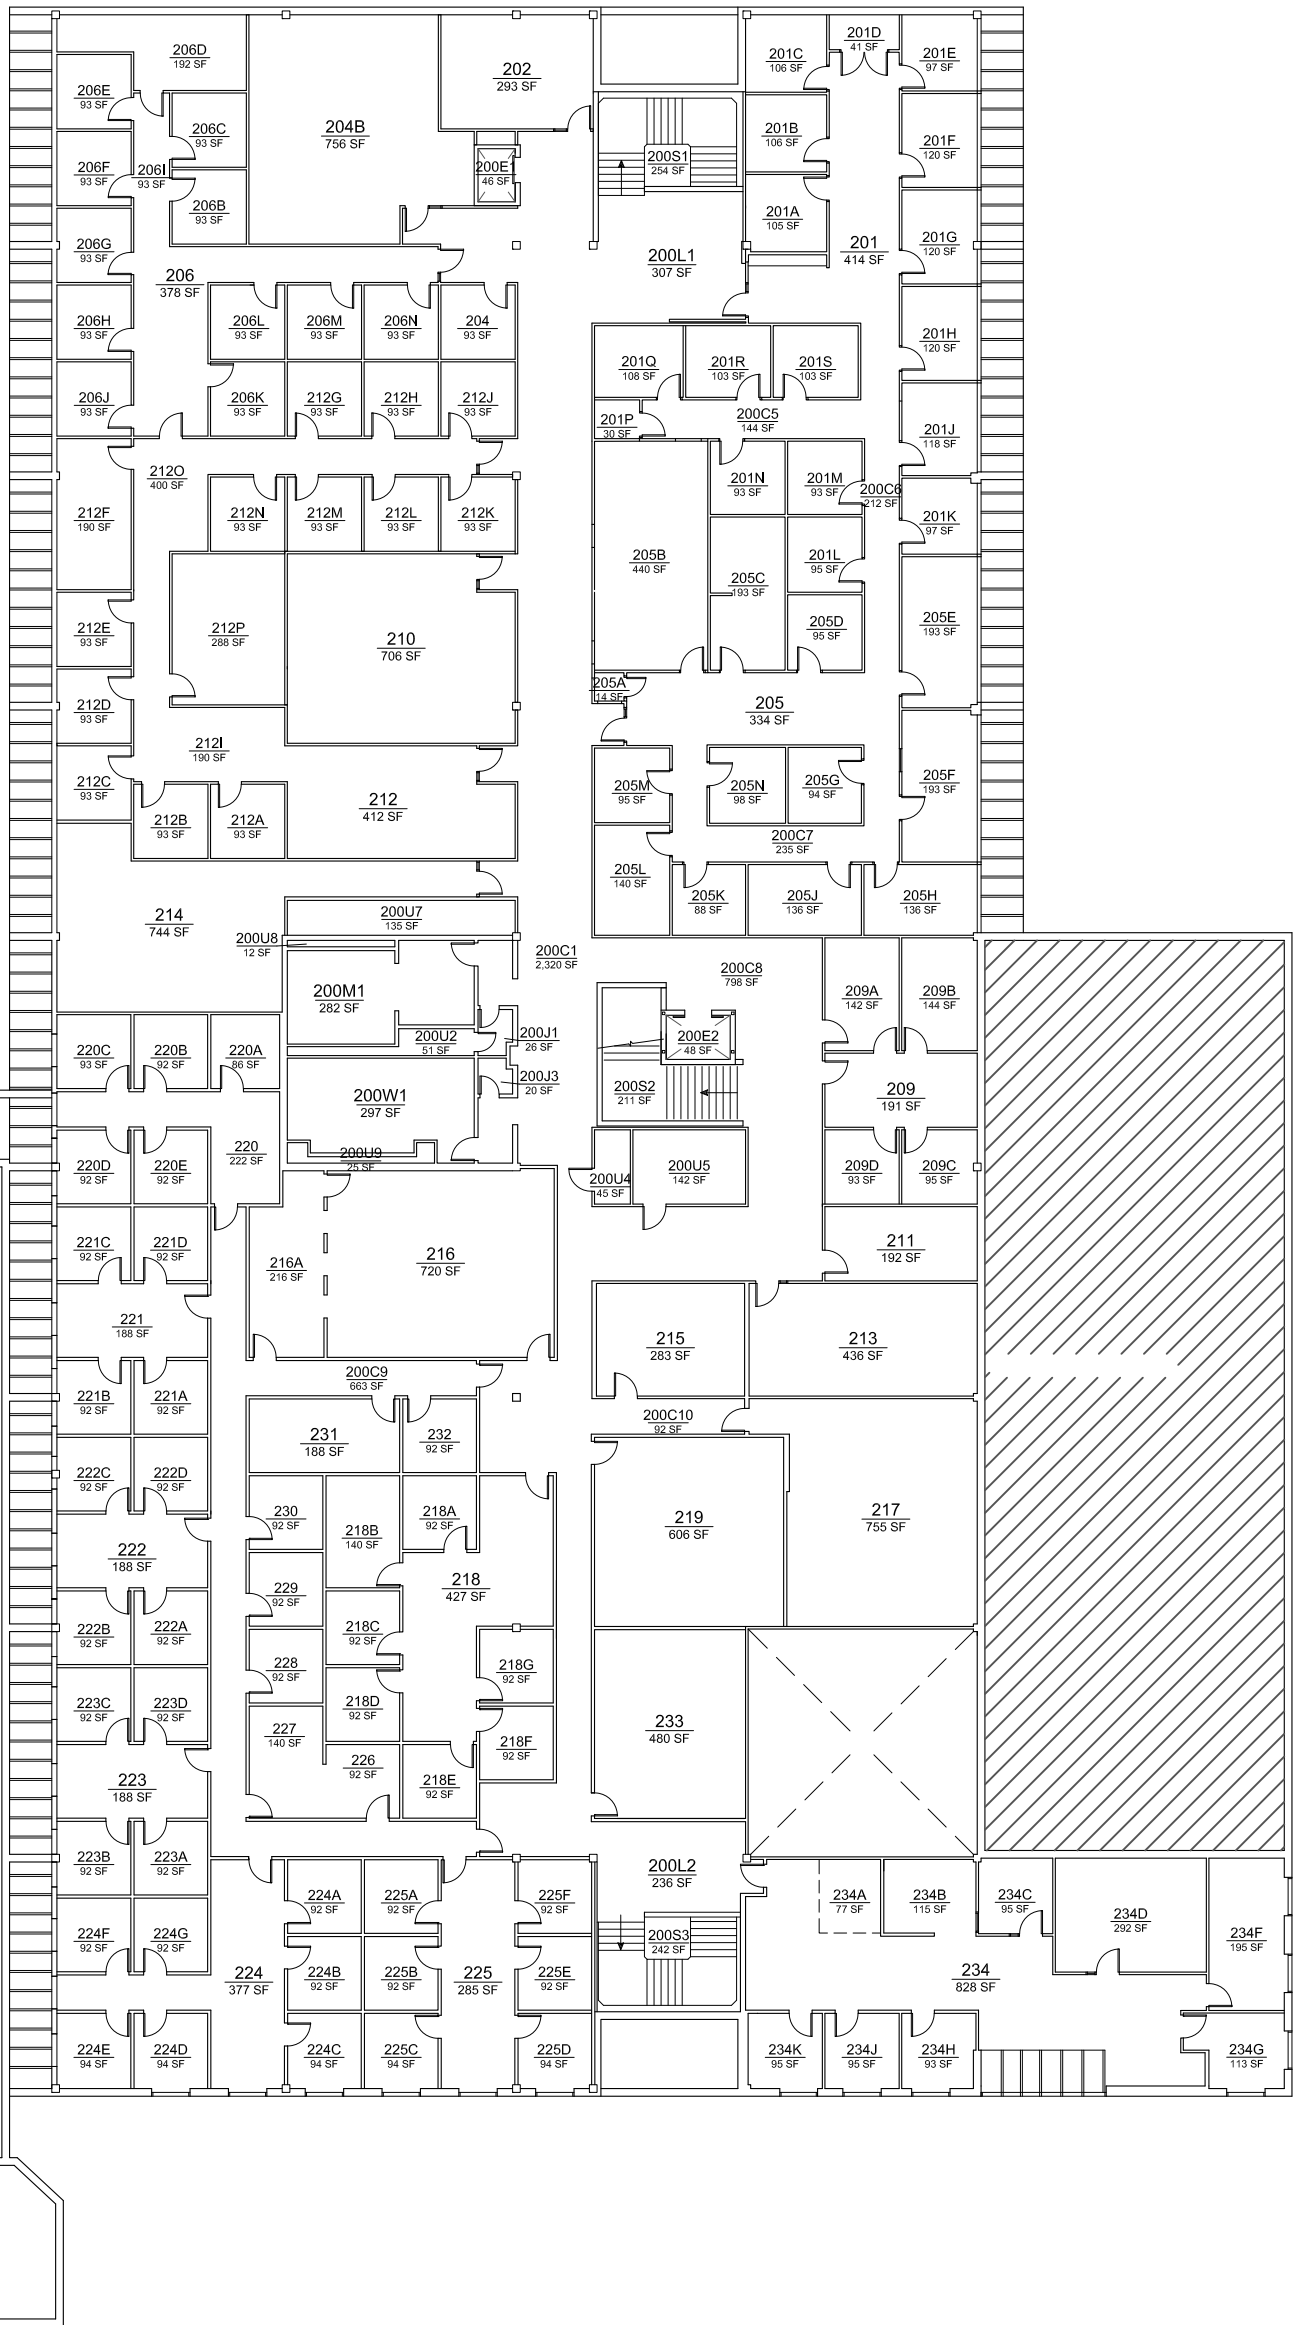 206D
192 SF
202
293 SF
201C
106 SF
201D
41 SF
201E
97 SF
206E
93 SF
206C
93 SF
204B
756 SF
201B
106 SF
201F
120 SF
206F
93 SF
206I
93 SF
200E1
46 SF
200S1
254 SF
206B
93 SF
201A
105 SF
206G
93 SF
200L1
307 SF
201
414 SF
201G
120 SF
206
378 SF
206H
93 SF
206L
93 SF
206M
93 SF
206N
93 SF
204
93 SF
201H
120 SF
201Q
108 SF
201R
103 SF
201S
103 SF
206J
93 SF
206K
93 SF
212G
93 SF
212H
93 SF
212J
93 SF
201P
30 SF
200C5
144 SF
201J
118 SF
212O
400 SF
201N
93 SF
201M
93 SF
200C6
212 SF
201K
97 SF
212F
190 SF
212N
93 SF
212M
93 SF
212L
93 SF
212K
93 SF
205B
440 SF
201L
95 SF
205C
193 SF
212E
93 SF
212P
288 SF
210
706 SF
205D
95 SF
205E
193 SF
212D
93 SF
205A
14 SF
205
334 SF
212I
190 SF
212C
93 SF
205M
95 SF
205N
98 SF
205G
94 SF
205F
193 SF
212B
93 SF
212A
93 SF
212
412 SF
200C7
235 SF
205L
140 SF
205K
88 SF
205J
136 SF
205H
136 SF
214
744 SF
200U7
135 SF
200U8
12 SF
200C1
2,320 SF
200C8
798 SF
200M1
282 SF
209A
142 SF
209B
144 SF
220C
93 SF
220B
92 SF
220A
86 SF
200U2
51 SF
200J1
26 SF
200E2
48 SF
200J3
20 SF
200W1
297 SF
200S2
211 SF
209
191 SF
220D
92 SF
220E
92 SF
220
222 SF
200U9
25 SF
200U4
45 SF
200U5
142 SF
209D
93 SF
209C
95 SF
221C
92 SF
221D
92 SF
216A
216 SF
216
720 SF
211
192 SF
221
188 SF
215
283 SF
213
436 SF
200C9
663 SF
221B
92 SF
221A
92 SF
231
188 SF
232
92 SF
200C10
92 SF
222C
92 SF
222D
92 SF
230
92 SF
218B
140 SF
218A
92 SF
219
606 SF
217
755 SF
222
188 SF
229
92 SF
218
427 SF
222B
92 SF
222A
92 SF
218C
92 SF
228
92 SF
218G
92 SF
223C
92 SF
223D
92 SF
218D
92 SF
227
140 SF
233
480 SF
218F
92 SF
223
188 SF
226
92 SF
218E
92 SF
223B
92 SF
223A
92 SF
200L2
236 SF
224A
92 SF
225A
92 SF
225F
92 SF
234A
77 SF
234B
115 SF
234C
95 SF
234D
292 SF
234F
195 SF
224F
92 SF
224G
92 SF
200S3
242 SF
224
377 SF
224B
92 SF
225B
92 SF
225
285 SF
225E
92 SF
234
828 SF
224E
94 SF
224D
94 SF
224C
94 SF
225C
94 SF
225D
94 SF
234K
95 SF
234J
95 SF
234H
93 SF
234G
113 SF